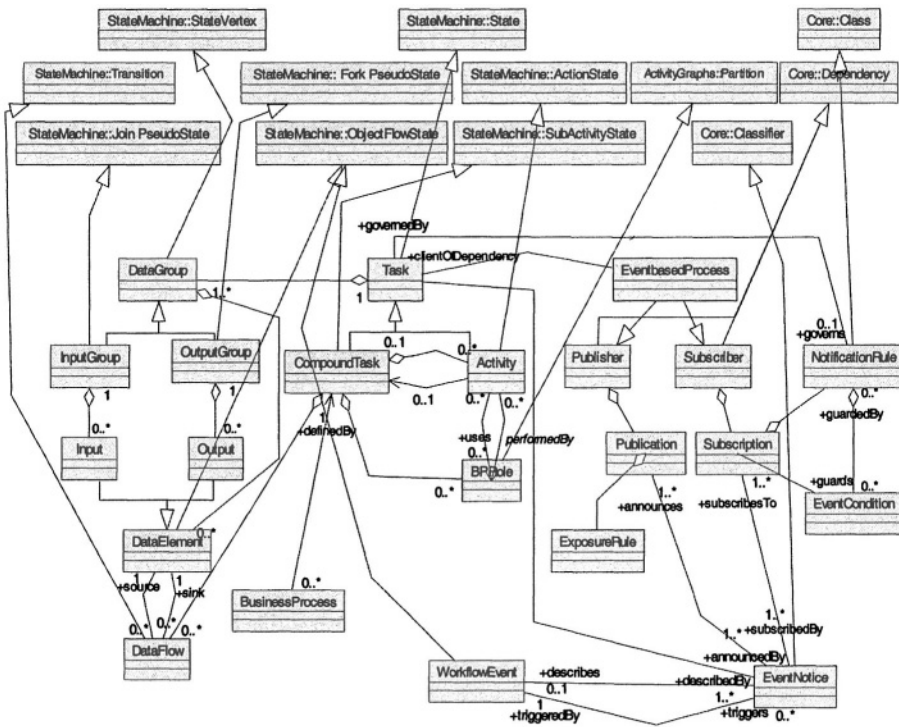 StateMachine::StateVertex
StateMachine::State
Core::Class
StateMachine::Transition
StateMachine:: Fork PseudoState
StateMachine::ActionState
ActivityGraphs::Partition
Core::Dependency
StateMachine::Join PseudoState
StateMachine::ObjectFlowState
StateMachine::SubActivityState
Core::Classifier
+governedBy
+clientOfDependency
DataGroup
Task
EventbasedProcess
1..*
1
0..1
+governs
InputGroup
OutputGroup
CompoundTask
0..1
0..*
Activity
Publisher
Subscriber
NotificationRule
1
1
0..1
0..*
0..*
0..*
+guardedBy
1
+definedBy
+uses
+performedBy
0..*
0..*
Input
Output
0..*
BPRole
0..*
Publication
Subscription
1..*
1..*
+guards
0..*
+announces
+subscribesTo
EventCondition
DataElement
0..*
ExposureRule
1
+source
1
+sink
BusinessProcess
0..*
0..*
0..*
0..*
DataFlow
1..*
+subscribedBy
1..*
+announcedBy
WorkflowEvent
+describes
+describedBy
EventNotice
0..1
1
+triggeredBy
1..*
+triggers
0..*